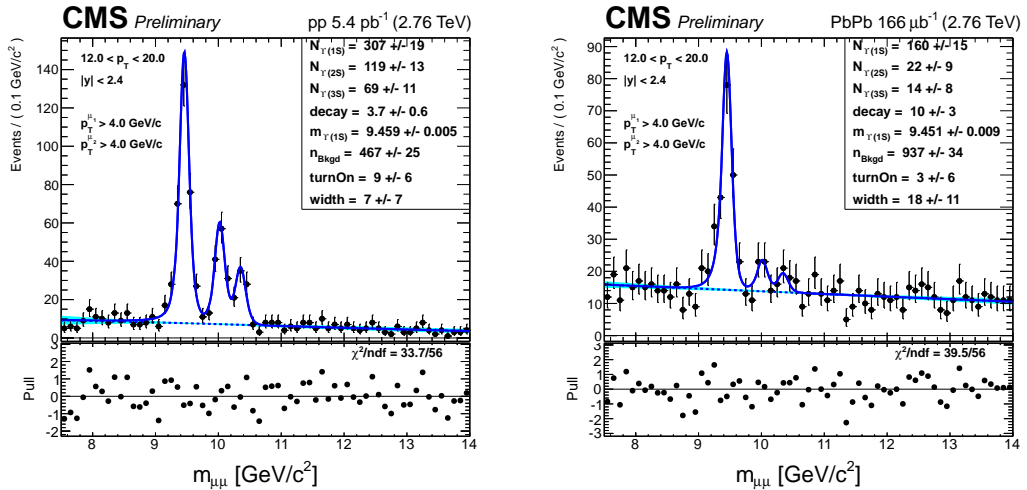 CMS Preliminary pp 5.4 pb⁻¹ (2.76 TeV)
Events / ( 0.1 GeV/c² )
140
120
100
80
60
40
20
0
12.0 < p_T < 20.0
|y| < 2.4
p_T^μ¹ > 4.0 GeV/c
p_T^μ² > 4.0 GeV/c
N_ϒ(1S) = 307 +/- 19
N_ϒ(2S) = 119 +/- 13
N_ϒ(3S) = 69 +/- 11
decay = 3.7 +/- 0.6
m_ϒ(1S) = 9.459 +/- 0.005
n_Bkgd = 467 +/- 25
turnOn = 9 +/- 6
width = 7 +/- 7
Pull
3
2
1
0
-1
-2
χ²/ndf = 33.7/56
8 9 10 11 12 13 14
m_μμ [GeV/c²]
CMS Preliminary PbPb 166 μb⁻¹ (2.76 TeV)
Events / ( 0.1 GeV/c² )
90
80
70
60
50
40
30
20
10
0
12.0 < p_T < 20.0
|y| < 2.4
p_T^μ¹ > 4.0 GeV/c
p_T^μ² > 4.0 GeV/c
N_ϒ(1S) = 160 +/- 15
N_ϒ(2S) = 22 +/- 9
N_ϒ(3S) = 14 +/- 8
decay = 10 +/- 3
m_ϒ(1S) = 9.451 +/- 0.009
n_Bkgd = 937 +/- 34
turnOn = 3 +/- 6
width = 18 +/- 11
Pull
3
2
1
0
-1
-2
-3
χ²/ndf = 39.5/56
8 9 10 11 12 13 14
m_μμ [GeV/c²]